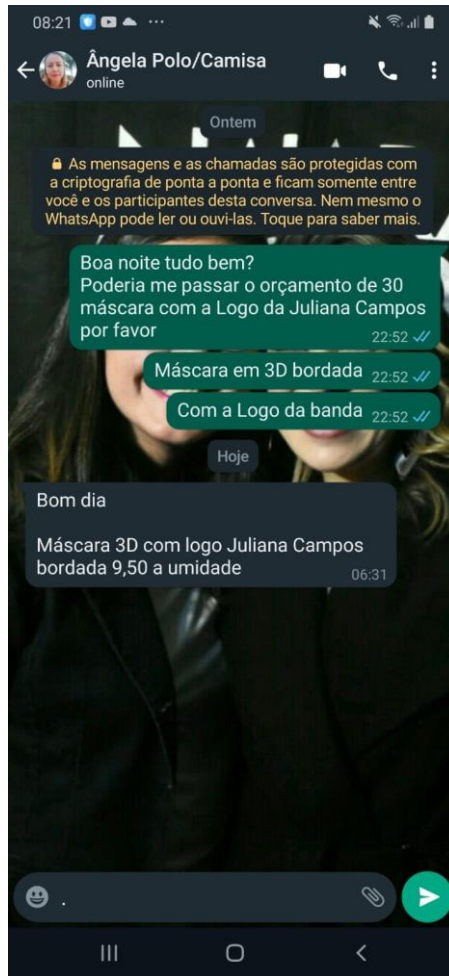 08:21
Ângela Polo/Camisa
online
Ontem
As mensagens e as chamadas são protegidas com
a criptografia de ponta a ponta e ficam somente entre
você e os participantes desta conversa. Nem mesmo o
WhatsApp pode ler ou ouvi-las. Toque para saber mais.
Boa noite tudo bem?
Poderia me passar o orçamento de 30
máscara com a Logo da Juliana Campos
por favor
22:52
Máscara em 3D bordada 22:52
Com a Logo da banda 22:52
Hoje
Bom dia
Máscara 3D com logo Juliana Campos
bordada 9,50 a umidade
06:31
.